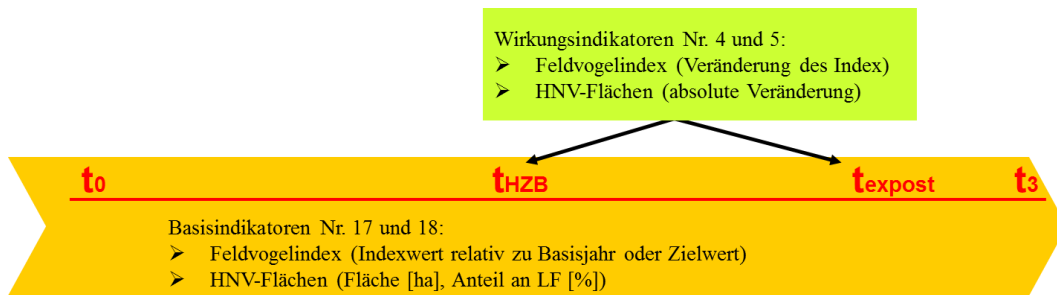 Wirkungsindikatoren Nr. 4 und 5:
➢ Feldvogelindex (Veränderung des Index)
➢ HNV-Flächen (absolute Veränderung)
t0 tHZB texpost t3
Basisindikatoren Nr. 17 und 18:
➢ Feldvogelindex (Indexwert relativ zu Basisjahr oder Zielwert)
➢ HNV-Flächen (Fläche [ha], Anteil an LF [%])